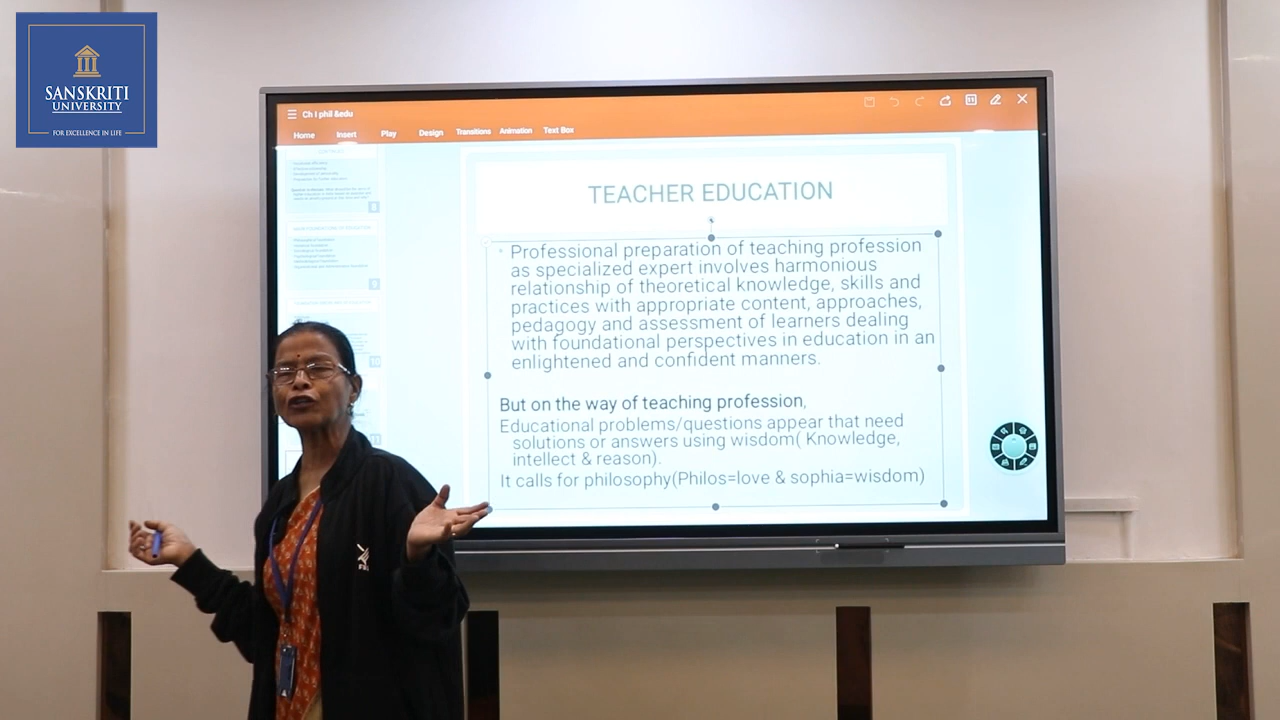 SANSKRITI
UNIVERSITY
FOR EXCELLENCE IN LIFE
Ch I phil &edu
Home Insert Play Design Transitions Animation Text Box
8
9
10
11
TEACHER EDUCATION
Professional preparation of teaching profession
as specialized expert involves harmonious
relationship of theoretical knowledge, skills and
practices with appropriate content, approaches,
pedagogy and assessment of learners dealing
with foundational perspectives in education in an
enlightened and confident manners.
But on the way of teaching profession,
Educational problems/questions appear that need
solutions or answers using wisdom( Knowledge,
intellect & reason).
It calls for philosophy(Philos=love & sophia=wisdom)